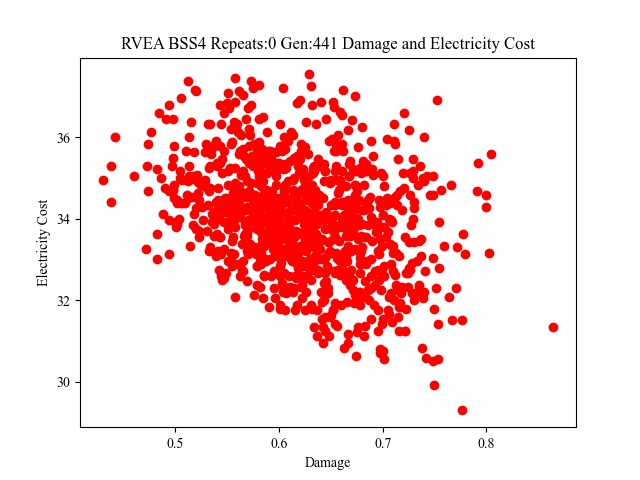 RVEA BSS4 Repeats:0 Gen:441 Damage and Electricity Cost
36
34
32
30
Electricity Cost
0.5 0.6 0.7 0.8
Damage